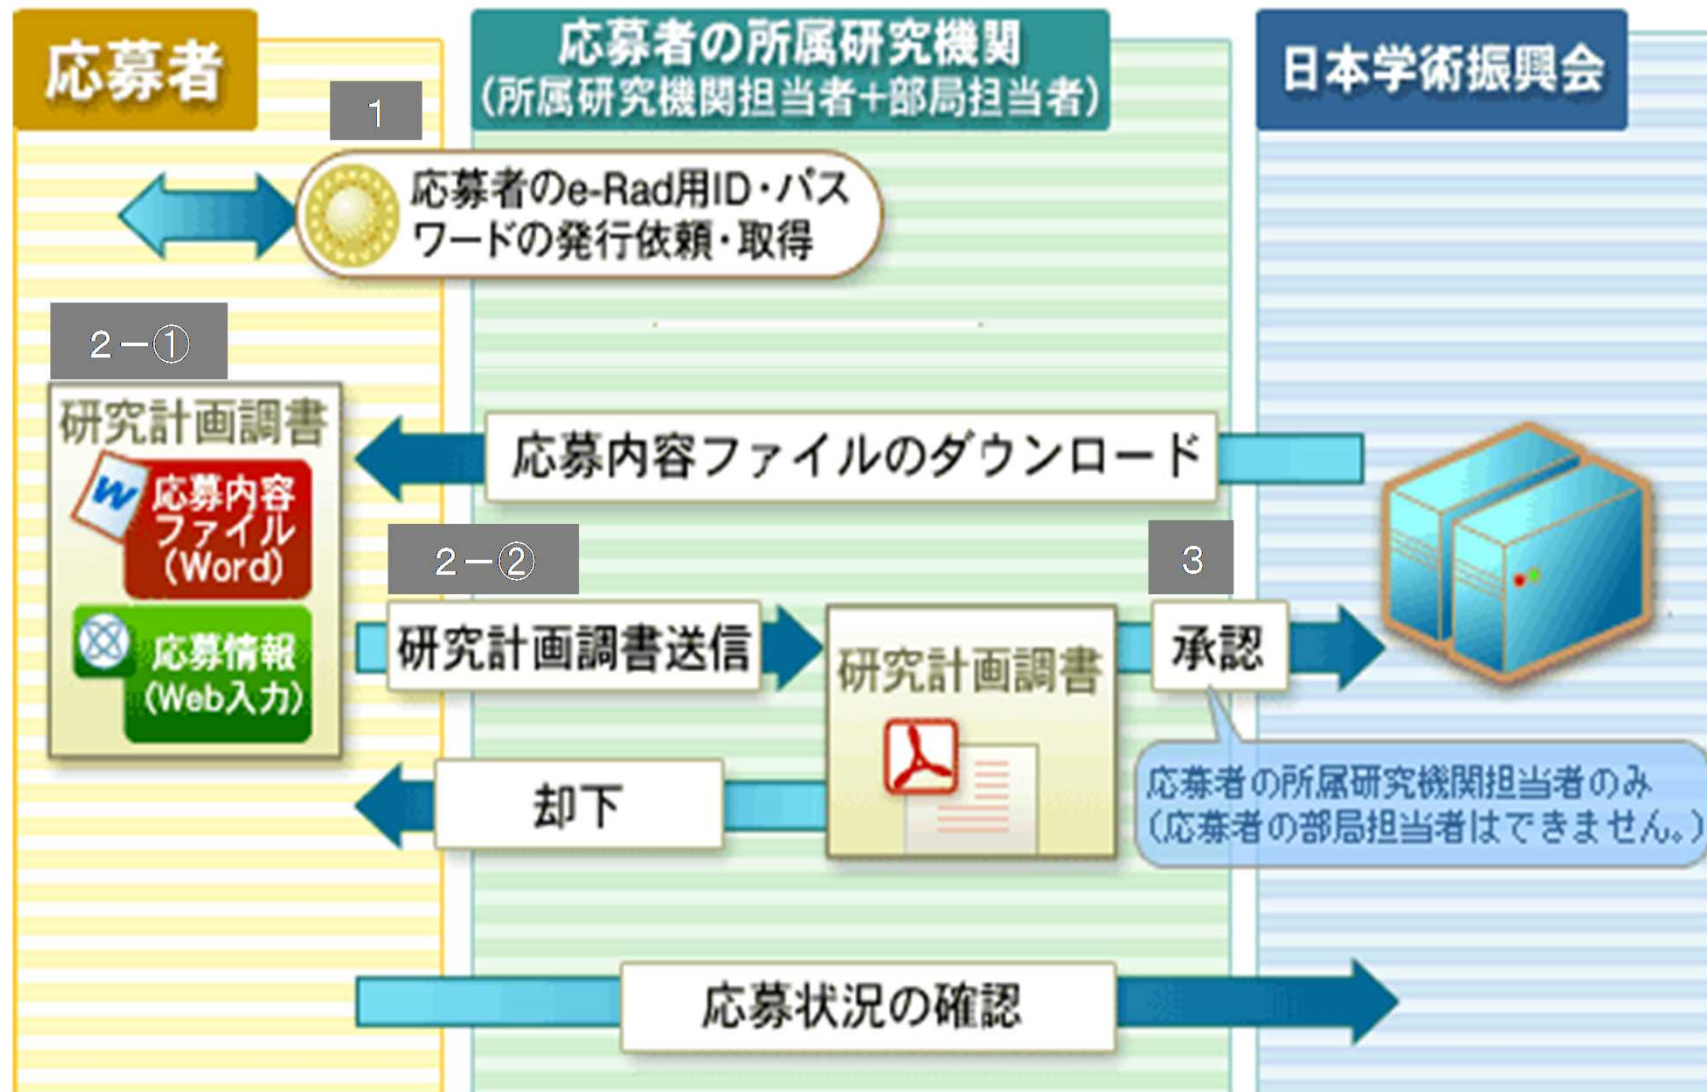 応募者
応募者の所属研究機関
(所属研究機関担当者+部局担当者)
日本学術振興会
1
応募者のe-Rad用ID・パス
ワードの発行依頼・取得
2－①
研究計画調書
W
応募内容
ファイル
(Word)
応募情報
(Web入力)
応募内容ファイルのダウンロード
2－②
研究計画調書送信
研究計画調書
3
承認
応募者の所属研究機関担当者のみ
(応募者の部局担当者はできません。)
却下
応募状況の確認